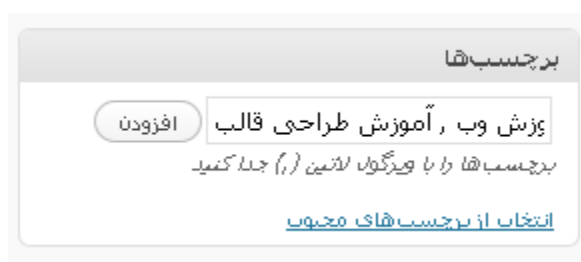 برچسب‌ها
وزش وب , آموزش طراحی قالب افزودن
برچسب‌ها را با ویرگول لاتین (,) جدا کنید
انتخاب از برچسب‌های محبوب